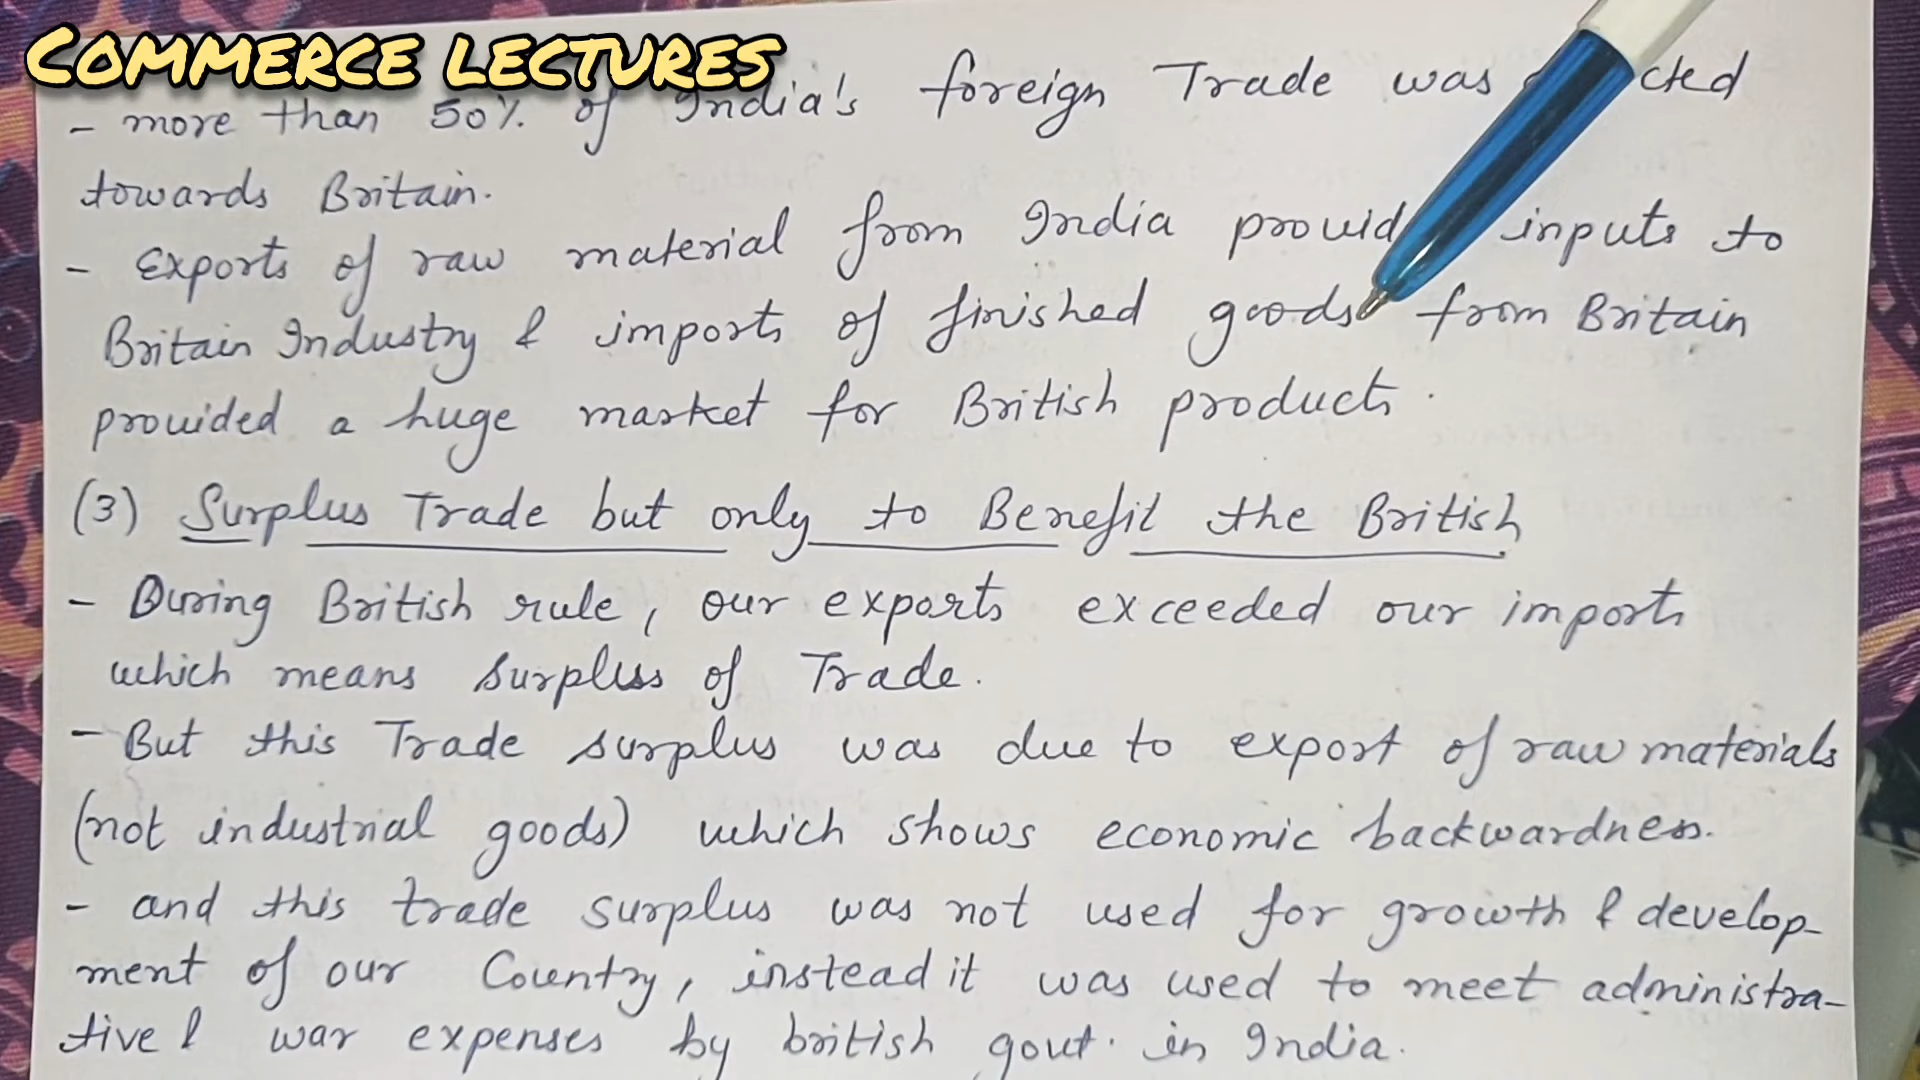 COMMERCE LECTURES
- more than 50% of India's foreign Trade was
towards Britain.
- Exports of raw material from India inputs to
Britain Industry & imports of finished goods from Britain
provided a huge market for British products.
(3) Surplus Trade but only to Benefit the British
- During British rule, our exports exceeded our imports
which means surpluss of Trade.
- But this Trade surplus was due to export of raw materials
(not industrial goods) which shows economic backwardness.
- and this trade surplus was not used for growth & develop-
ment of our Country, instead it was used to meet administra-
tive & war expenses by british govt. in India.